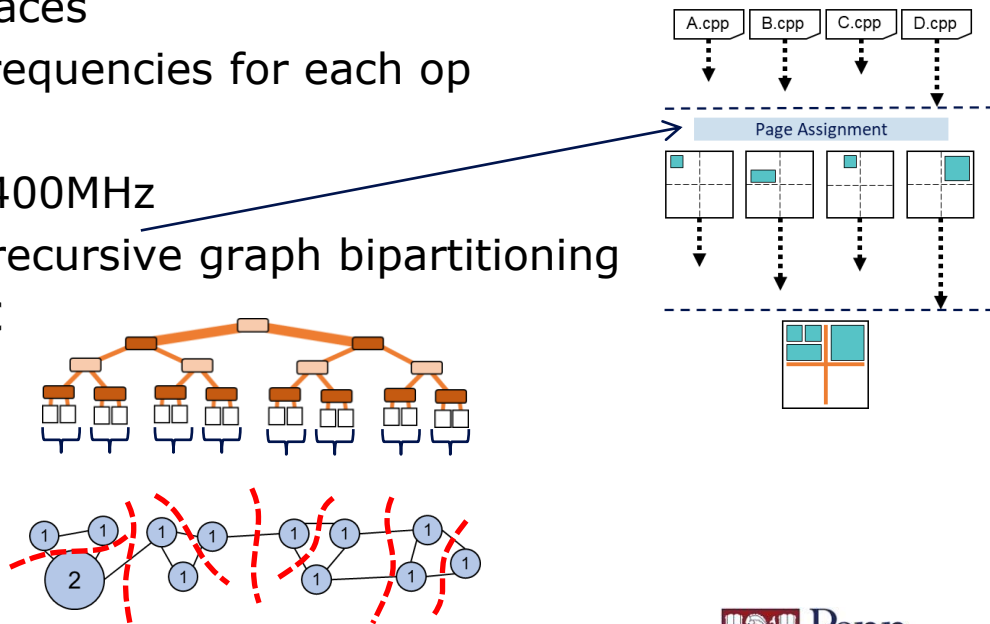 aces
requencies for each op
400MHz
recursive graph bipartitioning
A.cpp
B.cpp
C.cpp
D.cpp
Page Assignment
1
1
2
1
1
1
1
1
1
1
1
1
Penn